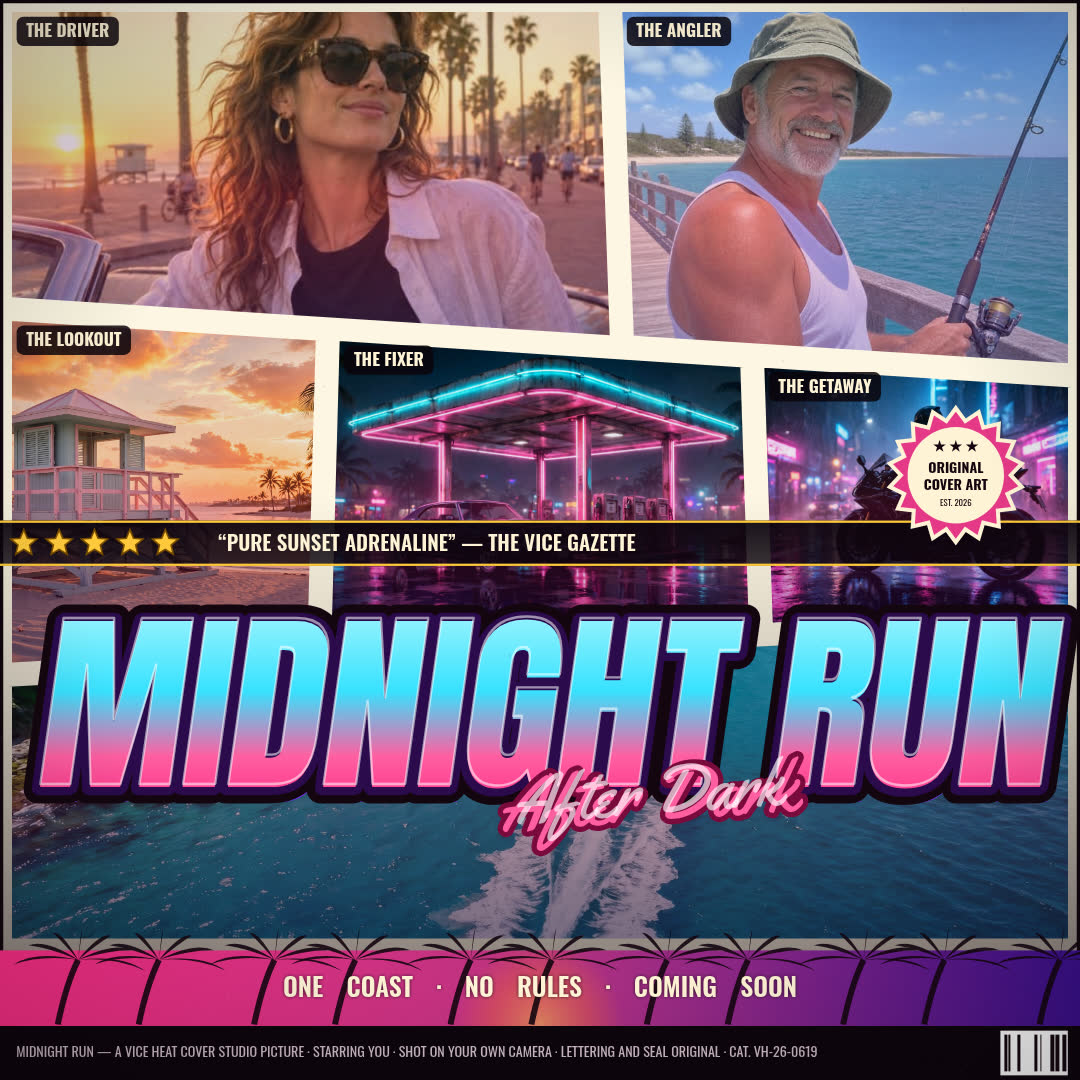 THE DRIVER
THE ANGLER
THE LOOKOUT
THE FIXER
THE GETAWAY
★ ★ ★
ORIGINAL
COVER ART
EST. 2026
★★★★★ “PURE SUNSET ADRENALINE” — THE VICE GAZETTE
MIDNIGHT RUN
After Dark
ONE COAST · NO RULES · COMING SOON
MIDNIGHT RUN — A VICE HEAT COVER STUDIO PICTURE · STARRING YOU · SHOT ON YOUR OWN CAMERA · LETTERING AND SEAL ORIGINAL · CAT. VH-26-0619